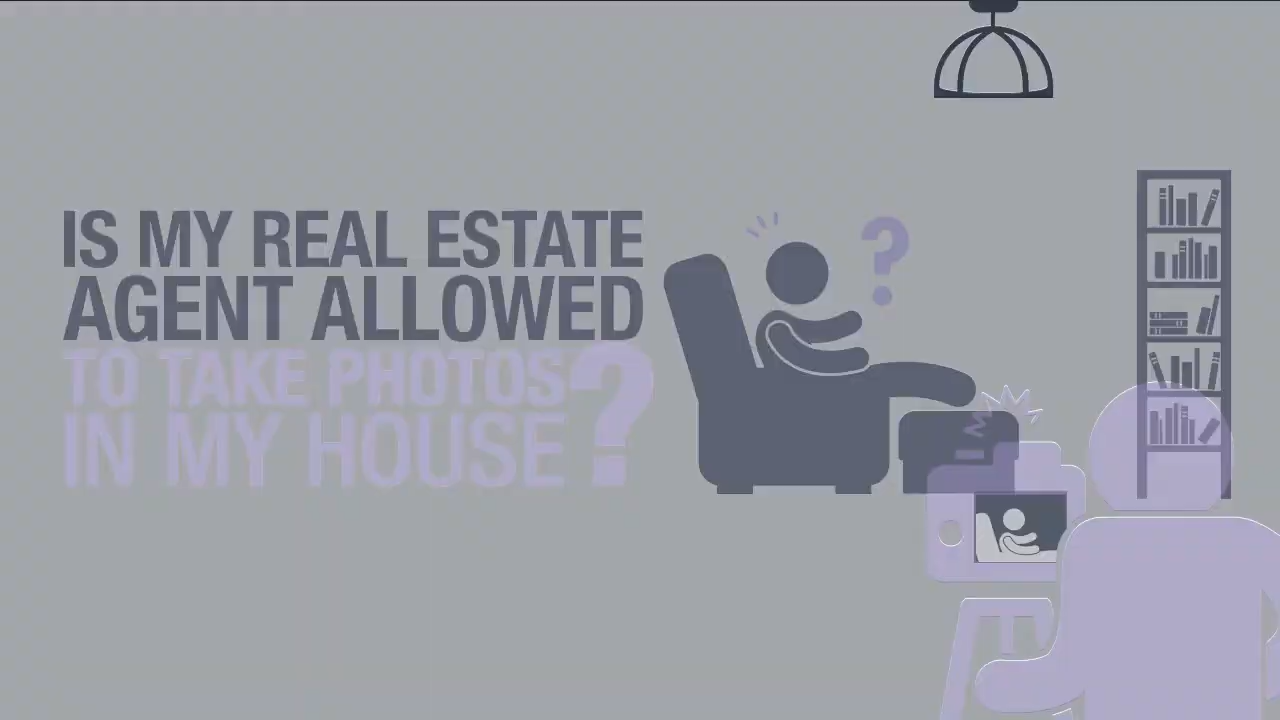 IS MY REAL ESTATE
AGENT ALLOWED
TO TAKE PHOTOS
IN MY HOUSE?
?